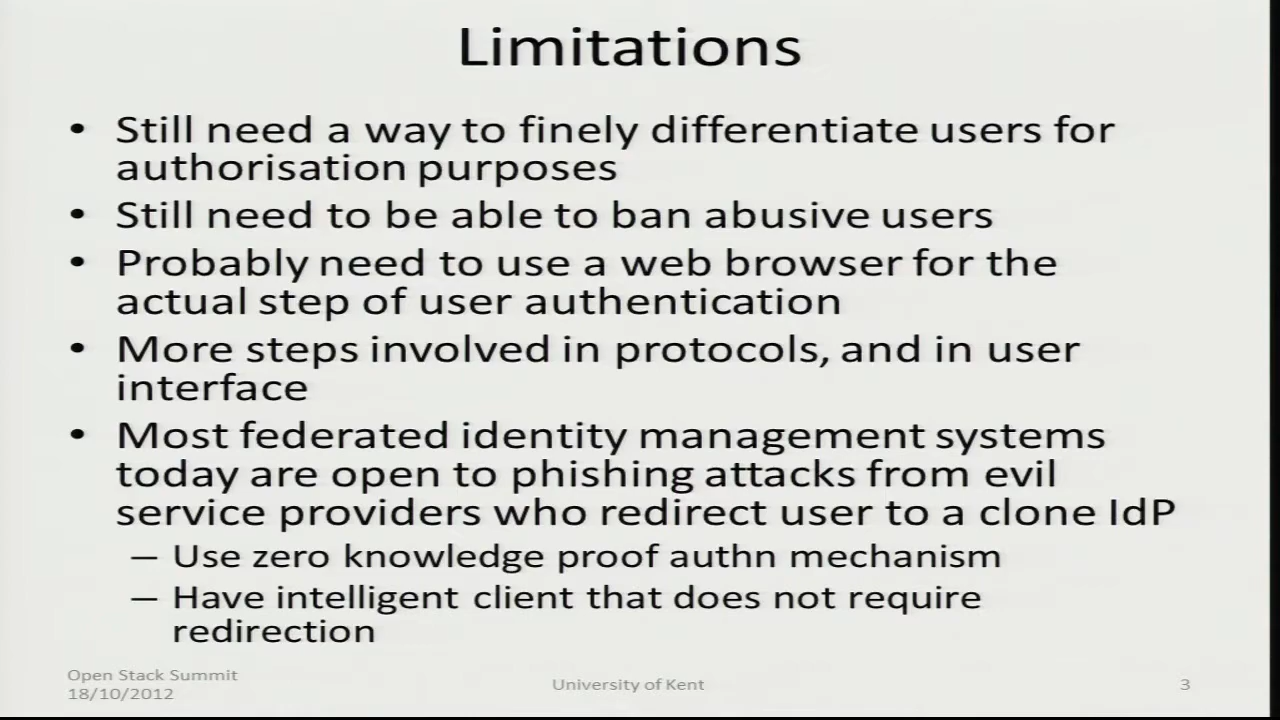 Limitations
• Still need a way to finely differentiate users for
authorisation purposes
• Still need to be able to ban abusive users
• Probably need to use a web browser for the
actual step of user authentication
• More steps involved in protocols, and in user
interface
• Most federated identity management systems
today are open to phishing attacks from evil
service providers who redirect user to a clone IdP
– Use zero knowledge proof authn mechanism
– Have intelligent client that does not require
redirection
Open Stack Summit
18/10/2012
University of Kent
3